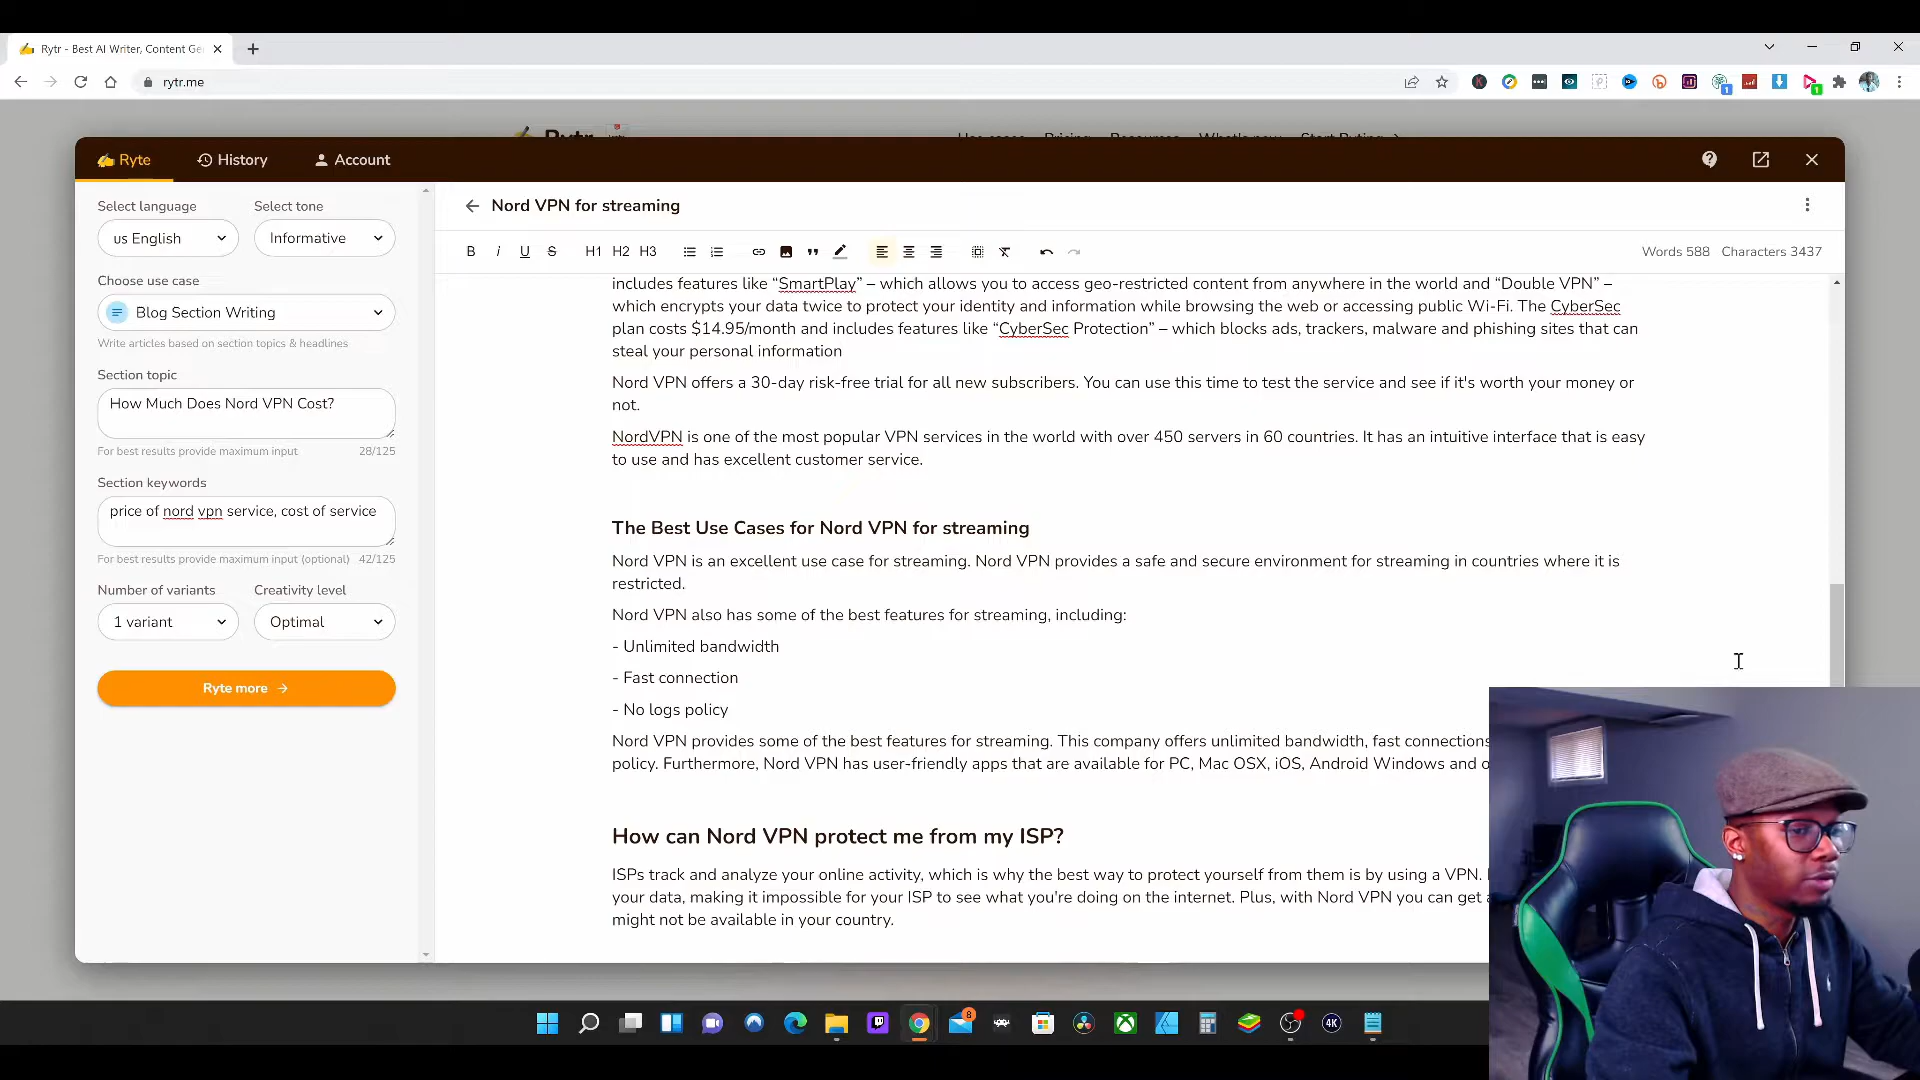 Rytr - Best AI Writer, Content Ge
rytr.me
Rytr
Use cases Pricing Resources What's new Start Ryting
Ryte
History
Account
Select language
Select tone
us English
Informative
Choose use case
Blog Section Writing
Write articles based on section topics & headlines
Section topic
How Much Does Nord VPN Cost?
For best results provide maximum input 28/125
Section keywords
price of nord vpn service, cost of service
For best results provide maximum input (optional) 42/125
Number of variants
Creativity level
1 variant
Optimal
Ryte more
Nord VPN for streaming
B i U S H1 H2 H3
Words 588 Characters 3437
includes features like “SmartPlay” – which allows you to access geo-restricted content from anywhere in the world and “Double VPN” –
which encrypts your data twice to protect your identity and information while browsing the web or accessing public Wi-Fi. The CyberSec
plan costs $14.95/month and includes features like “CyberSec Protection” – which blocks ads, trackers, malware and phishing sites that can
steal your personal information
Nord VPN offers a 30-day risk-free trial for all new subscribers. You can use this time to test the service and see if it's worth your money or
not.
NordVPN is one of the most popular VPN services in the world with over 450 servers in 60 countries. It has an intuitive interface that is easy
to use and has excellent customer service.
The Best Use Cases for Nord VPN for streaming
Nord VPN is an excellent use case for streaming. Nord VPN provides a safe and secure environment for streaming in countries where it is
restricted.
Nord VPN also has some of the best features for streaming, including:
- Unlimited bandwidth
- Fast connection
- No logs policy
Nord VPN provides some of the best features for streaming. This company offers unlimited bandwidth, fast connections
policy. Furthermore, Nord VPN has user-friendly apps that are available for PC, Mac OSX, iOS, Android Windows and
How can Nord VPN protect me from my ISP?
ISPs track and analyze your online activity, which is why the best way to protect yourself from them is by using a VPN.
your data, making it impossible for your ISP to see what you're doing on the internet. Plus, with Nord VPN you can get
might not be available in your country.
8
4K